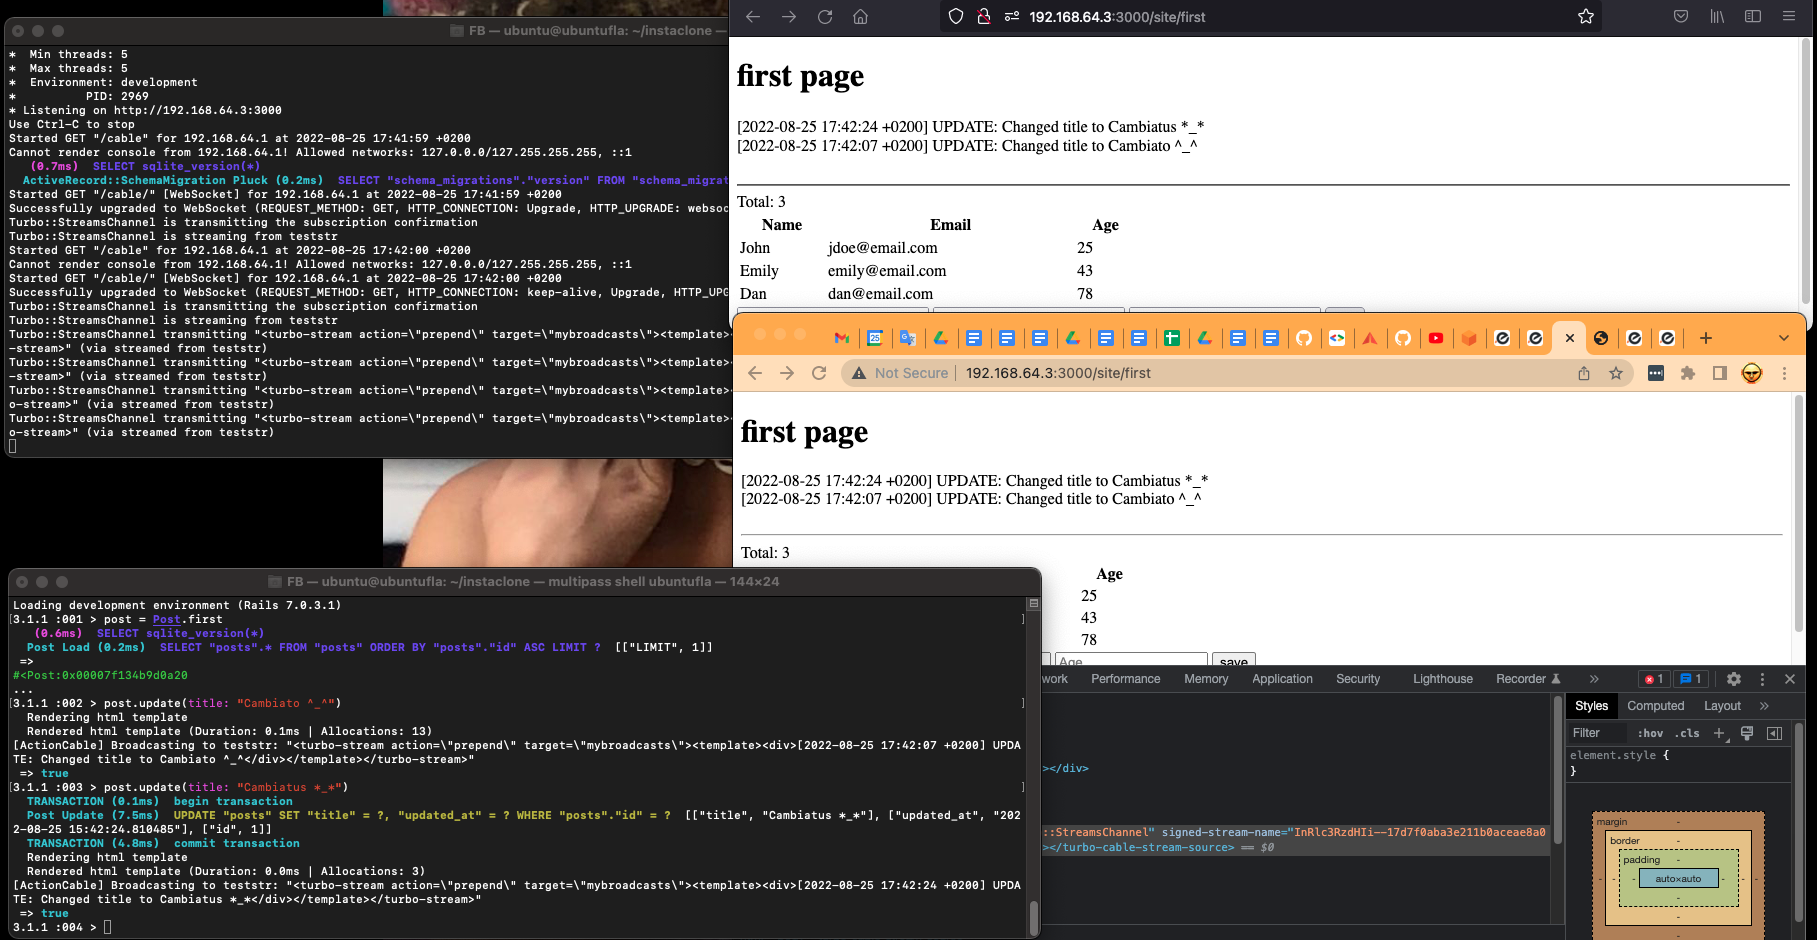 FB — ubuntu@ubuntufla: ~/instaclone —
* Min threads: 5
* Max threads: 5
* Environment: development
* PID: 2969
* Listening on http://192.168.64.3:3000
Use Ctrl-C to stop
Started GET "/cable" for 192.168.64.1 at 2022-08-25 17:41:59 +0200
Cannot render console from 192.168.64.1! Allowed networks: 127.0.0.0/127.255.255.255, ::1
(0.7ms) SELECT sqlite_version(*)
ActiveRecord::SchemaMigration Pluck (0.2ms) SELECT "schema_migrations"."version" FROM "schema_migrat
Started GET "/cable/" [WebSocket] for 192.168.64.1 at 2022-08-25 17:41:59 +0200
Successfully upgraded to WebSocket (REQUEST_METHOD: GET, HTTP_CONNECTION: Upgrade, HTTP_UPGRADE: websoc
Turbo::StreamsChannel is transmitting the subscription confirmation
Turbo::StreamsChannel is streaming from teststr
Started GET "/cable" for 192.168.64.1 at 2022-08-25 17:42:00 +0200
Cannot render console from 192.168.64.1! Allowed networks: 127.0.0.0/127.255.255.255, ::1
Started GET "/cable/" [WebSocket] for 192.168.64.1 at 2022-08-25 17:42:00 +0200
Successfully upgraded to WebSocket (REQUEST_METHOD: GET, HTTP_CONNECTION: keep-alive, Upgrade, HTTP_UPG
Turbo::StreamsChannel is transmitting the subscription confirmation
Turbo::StreamsChannel is streaming from teststr
Turbo::StreamsChannel transmitting "<turbo-stream action=\"prepend\" target=\"mybroadcasts\"><template>
-stream>" (via streamed from teststr)
Turbo::StreamsChannel transmitting "<turbo-stream action=\"prepend\" target=\"mybroadcasts\"><template>
-stream>" (via streamed from teststr)
Turbo::StreamsChannel transmitting "<turbo-stream action=\"prepend\" target=\"mybroadcasts\"><template>
o-stream>" (via streamed from teststr)
Turbo::StreamsChannel transmitting "<turbo-stream action=\"prepend\" target=\"mybroadcasts\"><template>
o-stream>" (via streamed from teststr)
192.168.64.3:3000/site/first
first page
[2022-08-25 17:42:24 +0200] UPDATE: Changed title to Cambiatus *_*
[2022-08-25 17:42:07 +0200] UPDATE: Changed title to Cambiato ^_^
Total: 3
Name Email Age
John jdoe@email.com 25
Emily emily@email.com 43
Dan dan@email.com 78
Not Secure 192.168.64.3:3000/site/first
first page
[2022-08-25 17:42:24 +0200] UPDATE: Changed title to Cambiatus *_*
[2022-08-25 17:42:07 +0200] UPDATE: Changed title to Cambiato ^_^
Total: 3
Age
25
43
78
Age save
FB — ubuntu@ubuntufla: ~/instaclone — multipass shell ubuntufla — 144×24
Loading development environment (Rails 7.0.3.1)
[3.1.1 :001 > post = Post.first ]
(0.6ms) SELECT sqlite_version(*)
Post Load (0.2ms) SELECT "posts".* FROM "posts" ORDER BY "posts"."id" ASC LIMIT ? [["LIMIT", 1]]
=>
#<Post:0x00007f134b9d0a20
...
[3.1.1 :002 > post.update(title: "Cambiato ^_^") ]
Rendering html template
Rendered html template (Duration: 0.1ms | Allocations: 13)
[ActionCable] Broadcasting to teststr: "<turbo-stream action=\"prepend\" target=\"mybroadcasts\"><template><div>[2022-08-25 17:42:07 +0200] UPDA
TE: Changed title to Cambiato ^_^</div></template></turbo-stream>"
=> true
[3.1.1 :003 > post.update(title: "Cambiatus *_*") ]
TRANSACTION (0.1ms) begin transaction
Post Update (7.5ms) UPDATE "posts" SET "title" = ?, "updated_at" = ? WHERE "posts"."id" = ? [["title", "Cambiatus *_*"], ["updated_at", "202
2-08-25 15:42:24.810485"], ["id", 1]]
TRANSACTION (4.8ms) commit transaction
Rendering html template
Rendered html template (Duration: 0.0ms | Allocations: 3)
[ActionCable] Broadcasting to teststr: "<turbo-stream action=\"prepend\" target=\"mybroadcasts\"><template><div>[2022-08-25 17:42:24 +0200] UPDA
TE: Changed title to Cambiatus *_*</div></template></turbo-stream>"
=> true
3.1.1 :004 >
work Performance Memory Application Security Lighthouse Recorder » 1 1
></div>
::StreamsChannel" signed-stream-name="InRlc3RzdHIi--17d7f0aba3e211b0aceae8a0
></turbo-cable-stream-source> == $0
Styles Computed Layout »
Filter :hov .cls +
element.style {
}
margin -
border -
padding -
- - - auto×auto - - -
-
-
-